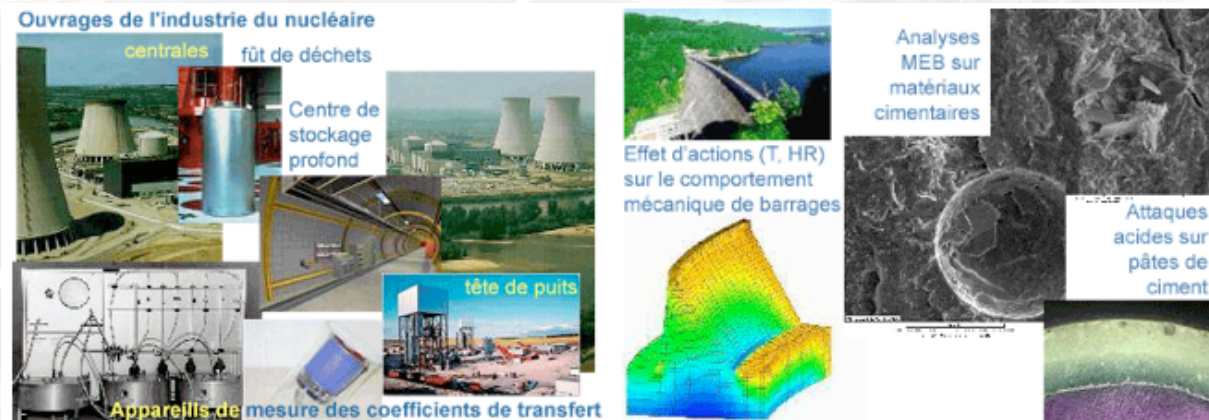 Ouvrages de l'industrie du nucléaire
centrales
fût de déchets
Centre de
stockage
profond
tête de puits
Appareils de mesure des coefficients de transfert
Effet d'actions (T, HR)
sur le comportement
mécanique de barrages
Analyses
MEB sur
matériaux
cimentaires
Attaques
acides sur
pâtes de
ciment